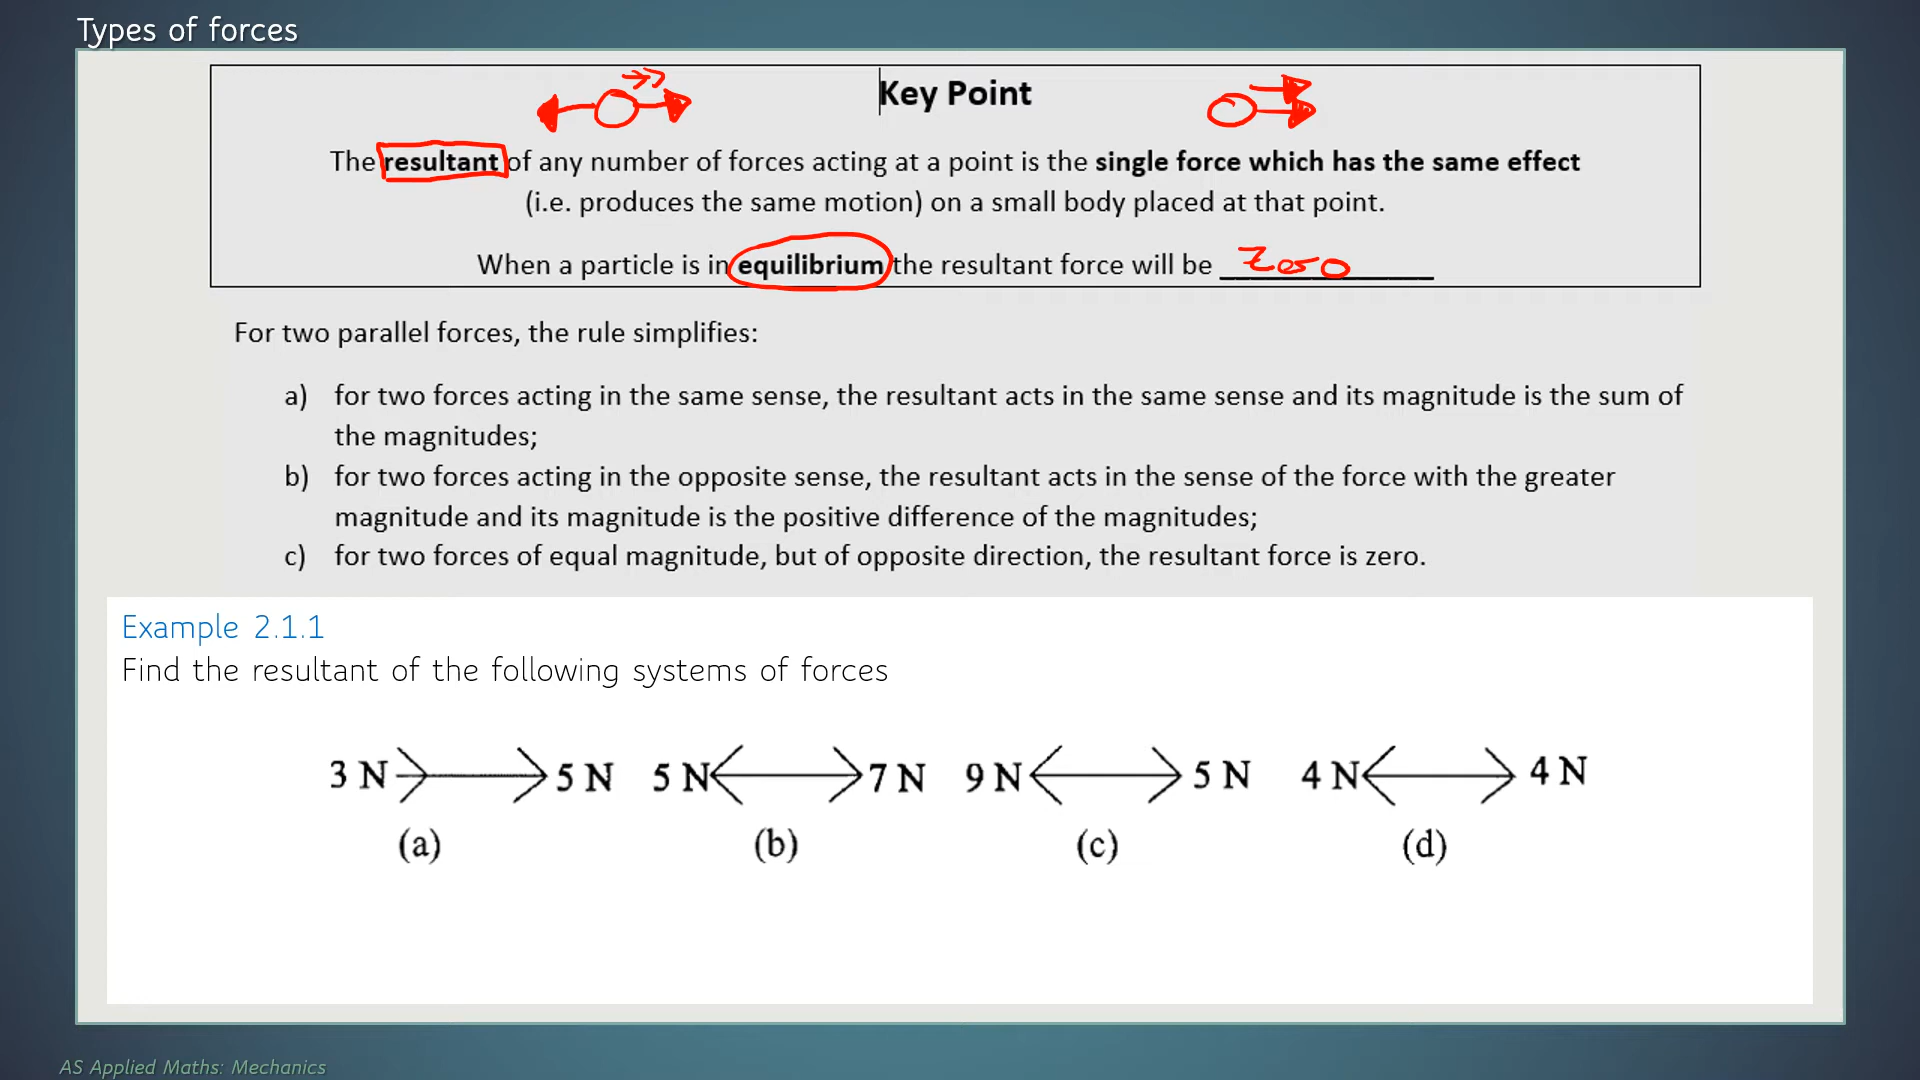 Types of forces
Key Point
The resultant of any number of forces acting at a point is the single force which has the same effect
(i.e. produces the same motion) on a small body placed at that point.
When a particle is in equilibrium the resultant force will be zero
For two parallel forces, the rule simplifies:
a) for two forces acting in the same sense, the resultant acts in the same sense and its magnitude is the sum of
the magnitudes;
b) for two forces acting in the opposite sense, the resultant acts in the sense of the force with the greater
magnitude and its magnitude is the positive difference of the magnitudes;
c) for two forces of equal magnitude, but of opposite direction, the resultant force is zero.
Example 2.1.1
Find the resultant of the following systems of forces
3 N 5 N 5 N 7 N 9 N 5 N 4 N 4 N
(a) (b) (c) (d)
AS Applied Maths: Mechanics